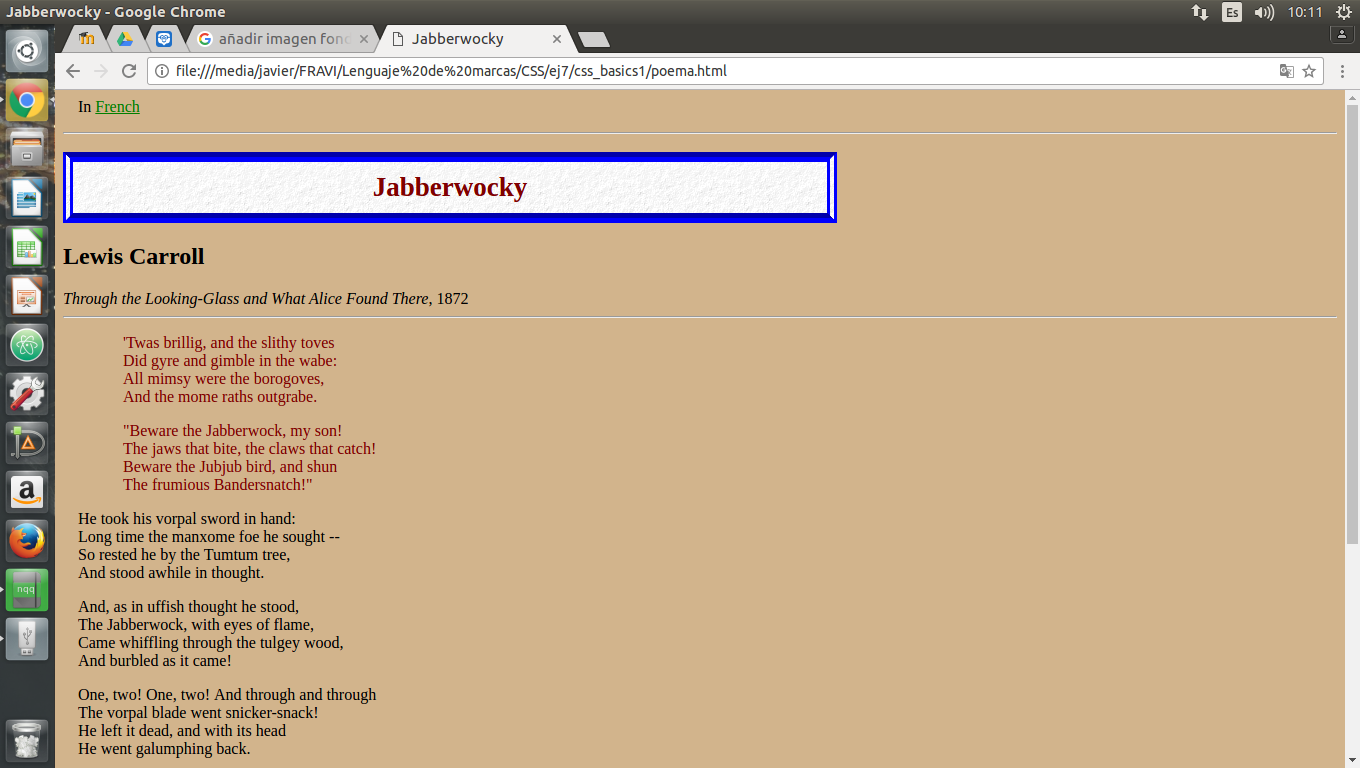 Jabberwocky - Google Chrome
Es
10:11
añadir imagen fond
Jabberwocky
file:///media/javier/FRAVI/Lenguaje%20de%20marcas/CSS/ej7/css_basics1/poema.html
In French
Jabberwocky
Lewis Carroll
Through the Looking-Glass and What Alice Found There, 1872
'Twas brillig, and the slithy toves
Did gyre and gimble in the wabe:
All mimsy were the borogoves,
And the mome raths outgrabe.
"Beware the Jabberwock, my son!
The jaws that bite, the claws that catch!
Beware the Jubjub bird, and shun
The frumious Bandersnatch!"
He took his vorpal sword in hand:
Long time the manxome foe he sought --
So rested he by the Tumtum tree,
And stood awhile in thought.
And, as in uffish thought he stood,
The Jabberwock, with eyes of flame,
Came whiffling through the tulgey wood,
And burbled as it came!
One, two! One, two! And through and through
The vorpal blade went snicker-snack!
He left it dead, and with its head
He went galumphing back.
nqq